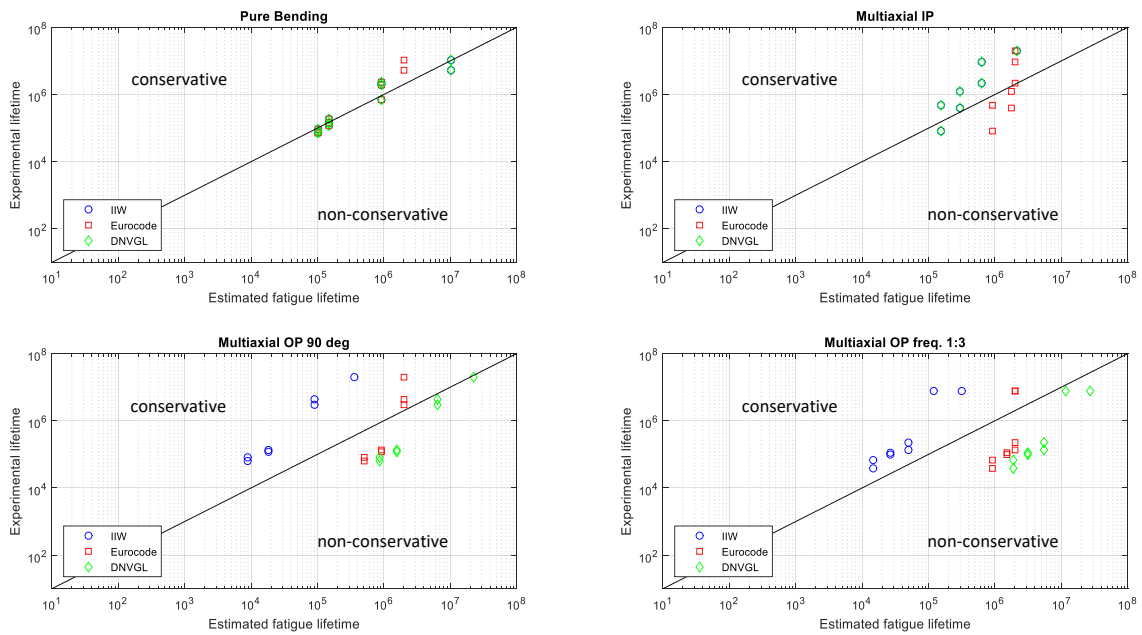 Pure Bending
10^8
10^6
10^4
10^2
Experimental lifetime
conservative
non-conservative
IIW
Eurocode
DNVGL
10^1 10^2 10^3 10^4 10^5 10^6 10^7 10^8
Estimated fatigue lifetime
Multiaxial IP
10^8
10^6
10^4
10^2
Experimental lifetime
conservative
non-conservative
IIW
Eurocode
DNVGL
10^1 10^2 10^3 10^4 10^5 10^6 10^7 10^8
Estimated fatigue lifetime
Multiaxial OP 90 deg
10^8
10^6
10^4
10^2
Experimental lifetime
conservative
non-conservative
IIW
Eurocode
DNVGL
10^1 10^2 10^3 10^4 10^5 10^6 10^7 10^8
Estimated fatigue lifetime
Multiaxial OP freq. 1:3
10^8
10^6
10^4
10^2
Experimental lifetime
conservative
non-conservative
IIW
Eurocode
DNVGL
10^1 10^2 10^3 10^4 10^5 10^6 10^7 10^8
Estimated fatigue lifetime